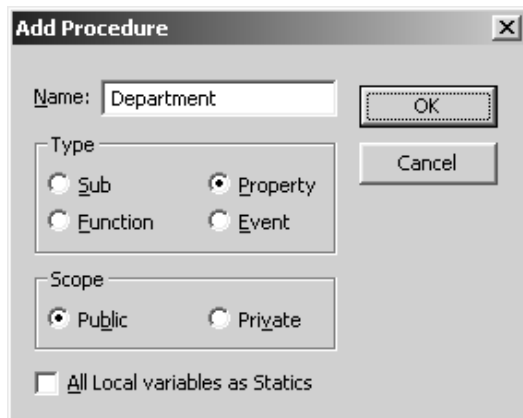 Add Procedure
Name: Department
OK
Type
Cancel
Sub
Property
Function
Event
Scope
Public
Private
All Local variables as Statics